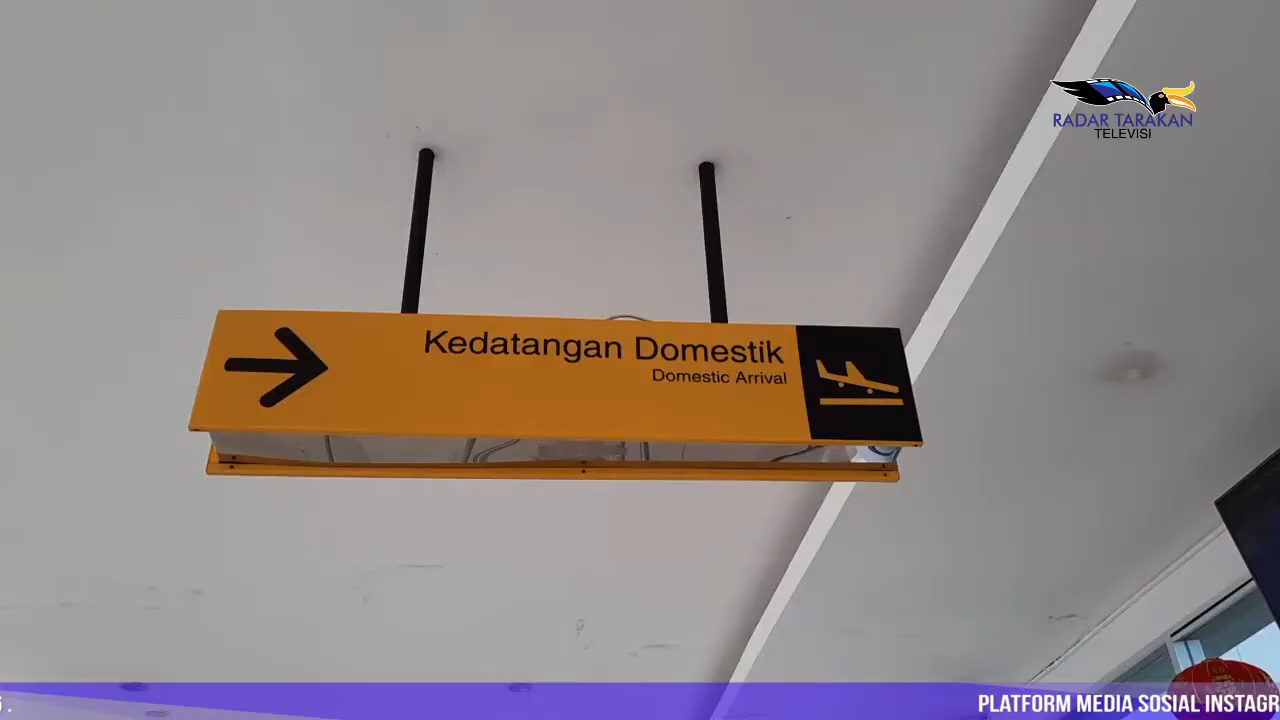 RADAR TARAKAN
TELEVISI
Kedatangan Domestik
Domestic Arrival
PLATFORM MEDIA SOSIAL INSTAGR